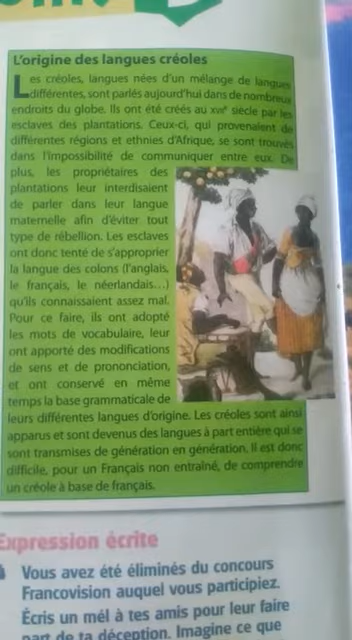 L'origine des langues créoles
Les créoles, langues nées d'un mélange de langues
différentes, sont parlés aujourd'hui dans de nombreux
endroits du globe. Ils ont été créés au XVIIe siècle par les
esclaves des plantations. Ceux-ci, qui provenaient de
différentes régions et ethnies d'Afrique, se sont trouvés
dans l'impossibilité de communiquer entre eux. De
plus, les propriétaires des
plantations leur interdisaient
de parler dans leur langue
maternelle afin d'éviter tout
type de rébellion. Les esclaves
ont donc tenté de s'approprier
la langue des colons (l'anglais,
le français, le néerlandais...)
qu'ils connaissaient assez mal.
Pour ce faire, ils ont adopté
les mots de vocabulaire, leur
ont apporté des modifications
de sens et de prononciation,
et ont conservé en même
temps la base grammaticale de
leurs différentes langues d'origine. Les créoles sont ainsi
apparus et sont devenus des langues à part entière qui se
sont transmises de génération en génération. Il est donc
difficile, pour un Français non entraîné, de comprendre
un créole à base de français.
Expression écrite
Vous avez été éliminés du concours
Francovision auquel vous participiez.
Écris un mél à tes amis pour leur faire
part de ta déception. Imagine ce que